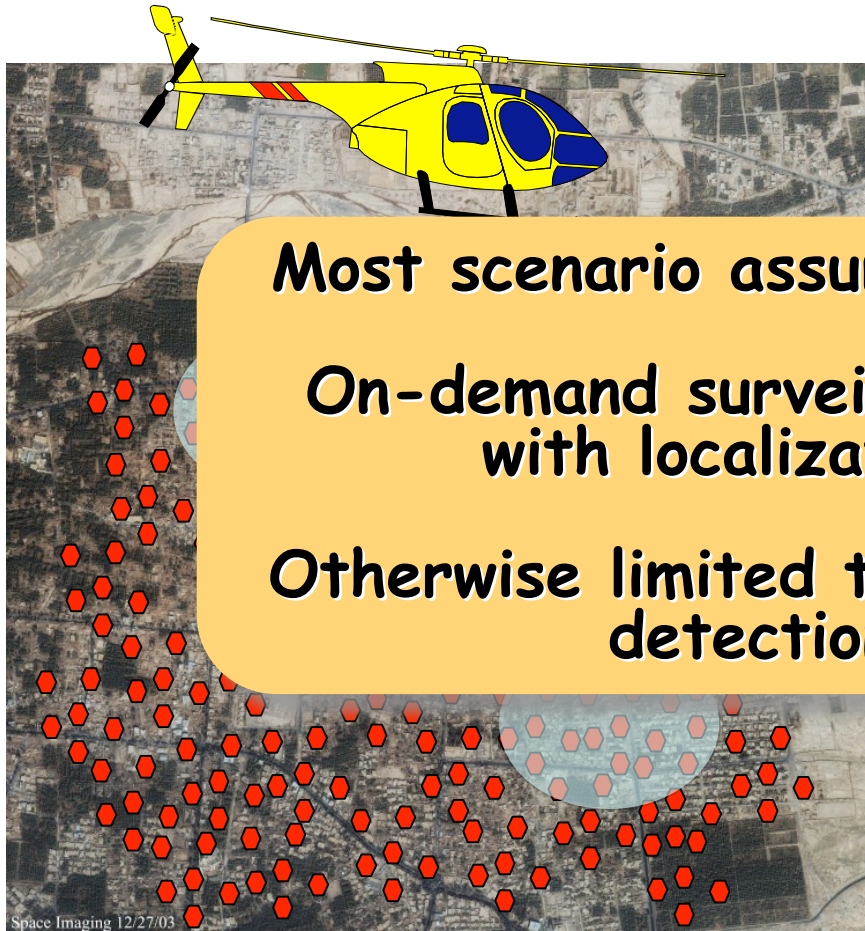 Most scenario assu
On-demand survei
with localiza
Otherwise limited t
detectio
Space Imaging 12/27/03